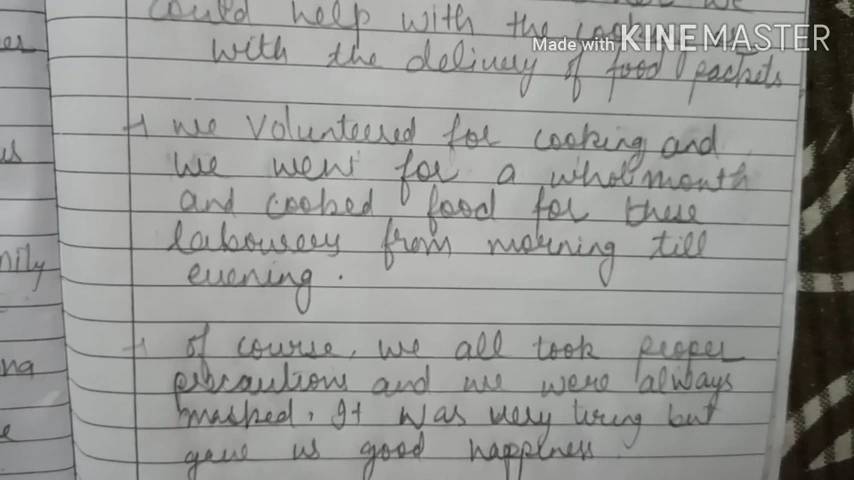 could help with the
Made with KINEMASTER
with the delivery of food packets
we volunteered for cooking and
we went for a whole month
and cooked food for these
labourers from morning till
evening.
of course, we all took proper
precautions and we were always
masked. It was very tiring but
gave us good happiness.